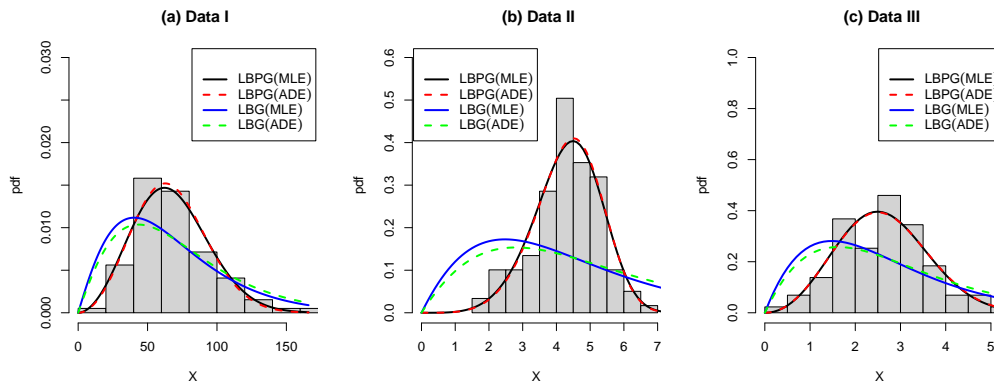 (a) Data I
pdf
0.000
0.010
0.020
0.030
LBPG(MLE)
LBPG(ADE)
LBG(MLE)
LBG(ADE)
0
50
100
150
X
(b) Data II
pdf
0.0
0.1
0.2
0.3
0.4
0.5
0.6
LBPG(MLE)
LBPG(ADE)
LBG(MLE)
LBG(ADE)
0
1
2
3
4
5
6
7
X
(c) Data III
pdf
0.0
0.2
0.4
0.6
0.8
1.0
LBPG(MLE
LBPG(ADE
LBG(MLE)
LBG(ADE)
0
1
2
3
4
5
X